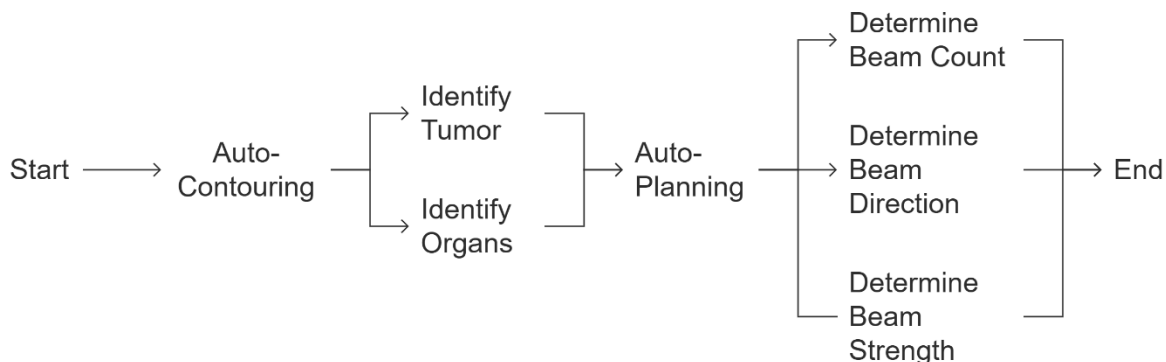 Start
Auto-
Contouring
Identify
Tumor
Identify
Organs
Auto-
Planning
Determine
Beam Count
Determine
Beam
Direction
Determine
Beam
Strength
End